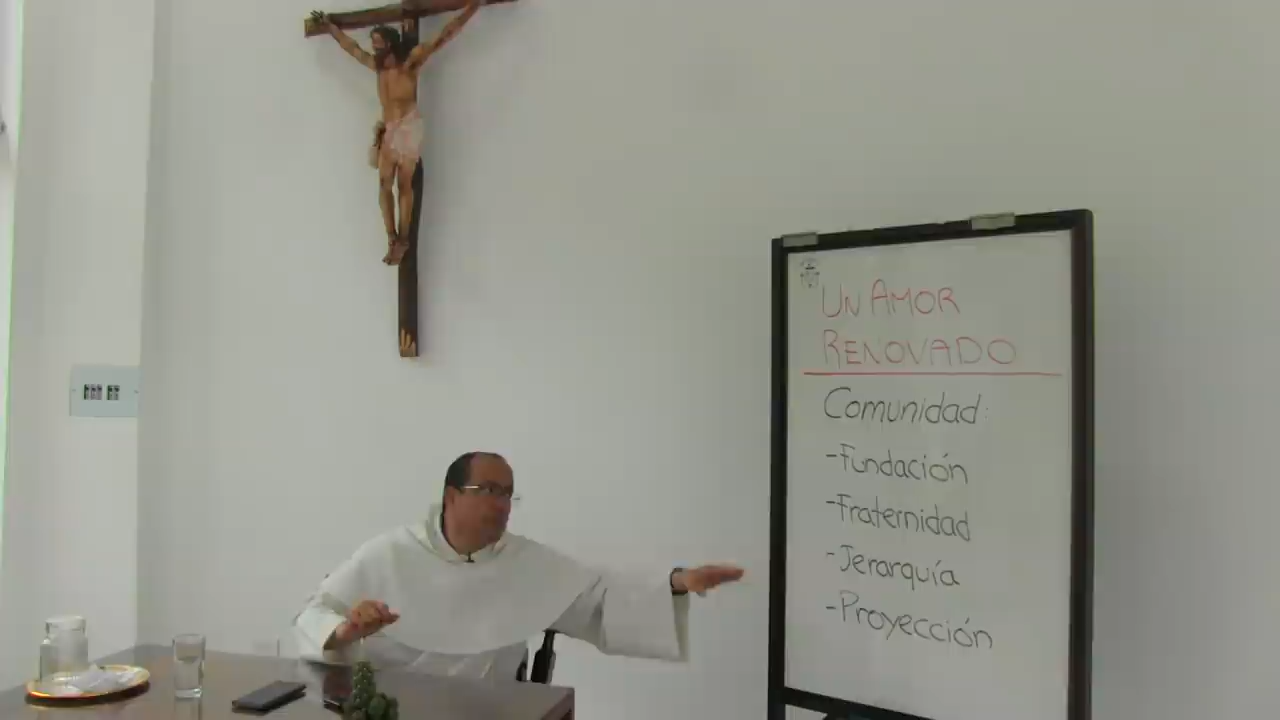 UN AMOR
RENOVADO
Comunidad:
-Fundación
-Fraternidad
-Jerarquía
-Proyección